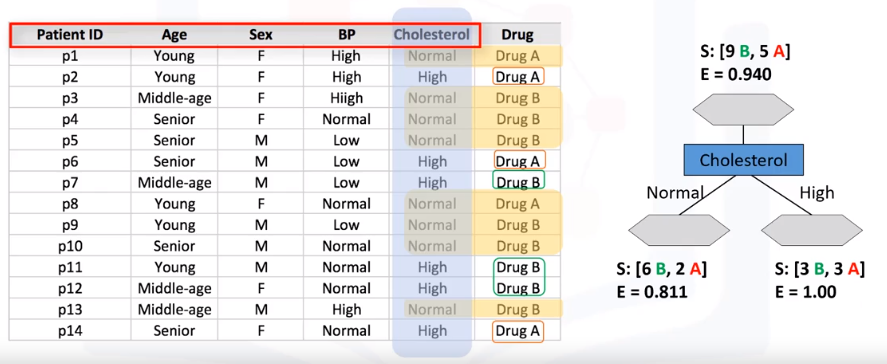 Patient ID Age Sex BP Cholesterol Drug
p1 Young F High Normal Drug A
p2 Young F High High Drug A
p3 Middle-age F Hiigh Normal Drug B
p4 Senior F Normal Normal Drug B
p5 Senior M Low Normal Drug B
p6 Senior M Low High Drug A
p7 Middle-age M Low High Drug B
p8 Young F Normal Normal Drug A
p9 Young M Low Normal Drug B
p10 Senior M Normal Normal Drug B
p11 Young M Normal High Drug B
p12 Middle-age F Normal High Drug B
p13 Middle-age M High Normal Drug B
p14 Senior F Normal High Drug A
S: [9 B, 5 A]
E = 0.940
Cholesterol
Normal High
S: [6 B, 2 A] S: [3 B, 3 A]
E = 0.811 E = 1.00